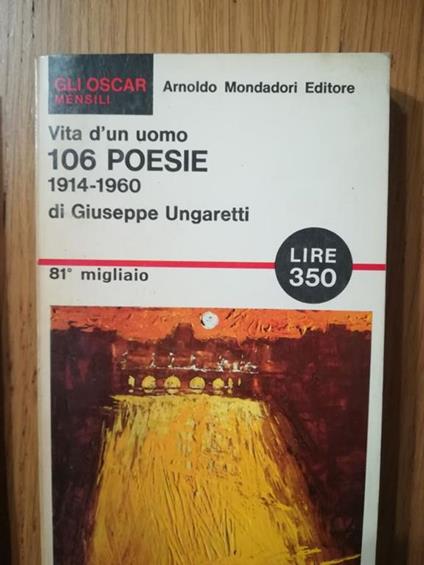 GLI OSCAR
MENSILI
Arnoldo Mondadori Editore
Vita d'un uomo
106 POESIE
1914-1960
di Giuseppe Ungaretti
LIRE
350
81° migliaio